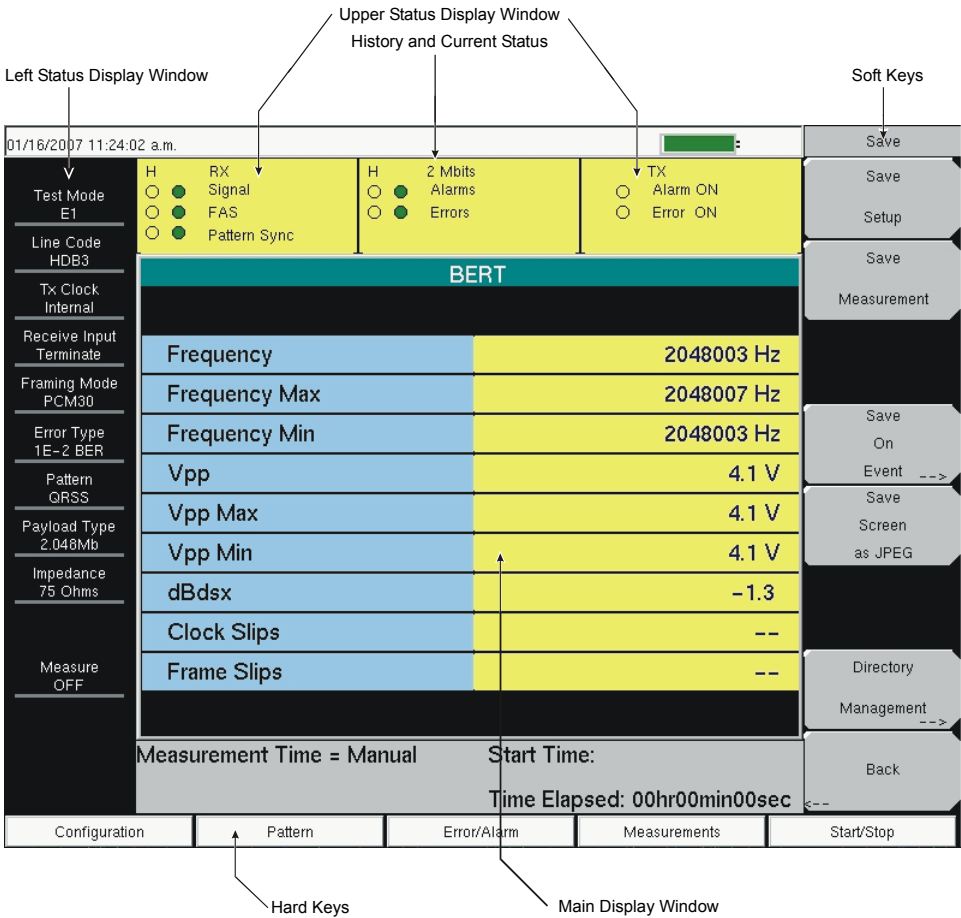 Upper Status Display Window
History and Current Status
Left Status Display Window
Soft Keys
01/16/2007 11:24:02 a.m.
Save
Test Mode
E1
Line Code
HDB3
Tx Clock
Internal
Receive Input
Terminate
Framing Mode
PCM30
Error Type
1E-2 BER
Pattern
QRSS
Payload Type
2.048Mb
Impedance
75 Ohms
Measure
OFF
H RX
Signal
FAS
Pattern Sync
H 2 Mbits
Alarms
Errors
TX
Alarm ON
Error ON
BERT
Frequency 2048003 Hz
Frequency Max 2048007 Hz
Frequency Min 2048003 Hz
Vpp 4.1 V
Vpp Max 4.1 V
Vpp Min 4.1 V
dBdsx -1.3
Clock Slips --
Frame Slips --
Measurement Time = Manual Start Time:
Time Elapsed: 00hr00min00sec
Save
Setup
Save
Measurement
Save
On
Event -->
Save
Screen
as JPEG
Directory
Management
-->
Back
<--
Configuration Pattern Error/Alarm Measurements Start/Stop
Hard Keys
Main Display Window